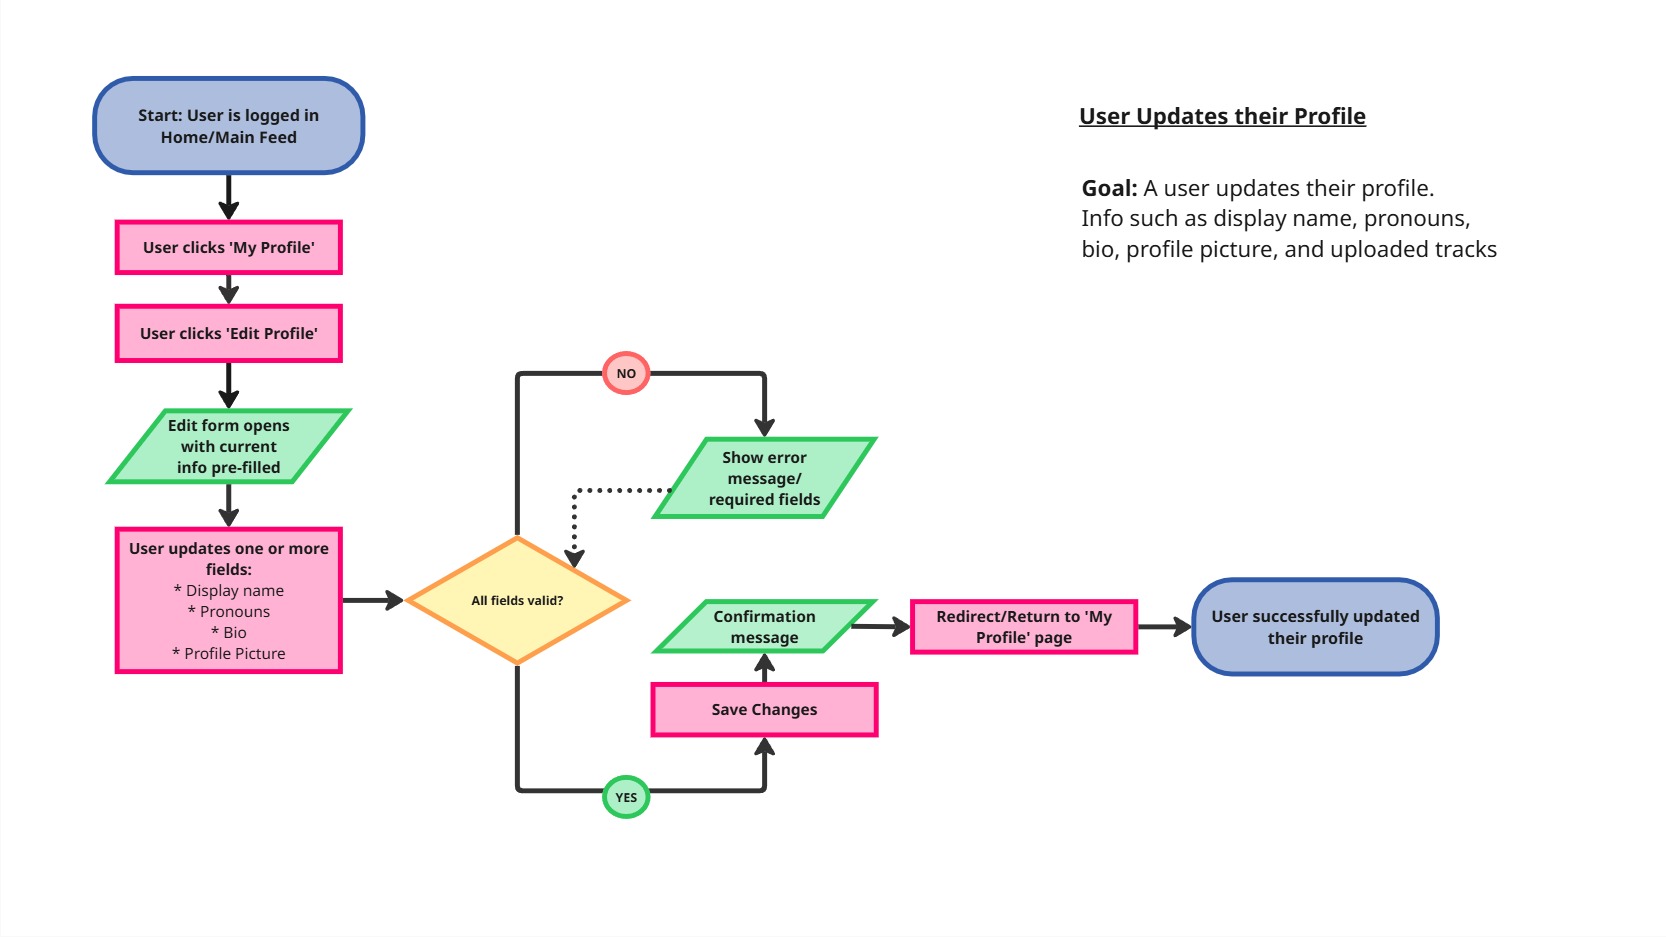 Start: User is logged in
Home/Main Feed
User clicks 'My Profile'
User clicks 'Edit Profile'
Edit form opens
with current
info pre-filled
User updates one or more
fields:
* Display name
* Pronouns
* Bio
* Profile Picture
All fields valid?
NO
Show error
message/
required fields
YES
Save Changes
Confirmation
message
Redirect/Return to 'My
Profile' page
User successfully updated
their profile
User Updates their Profile
Goal: A user updates their profile.
Info such as display name, pronouns,
bio, profile picture, and uploaded tracks